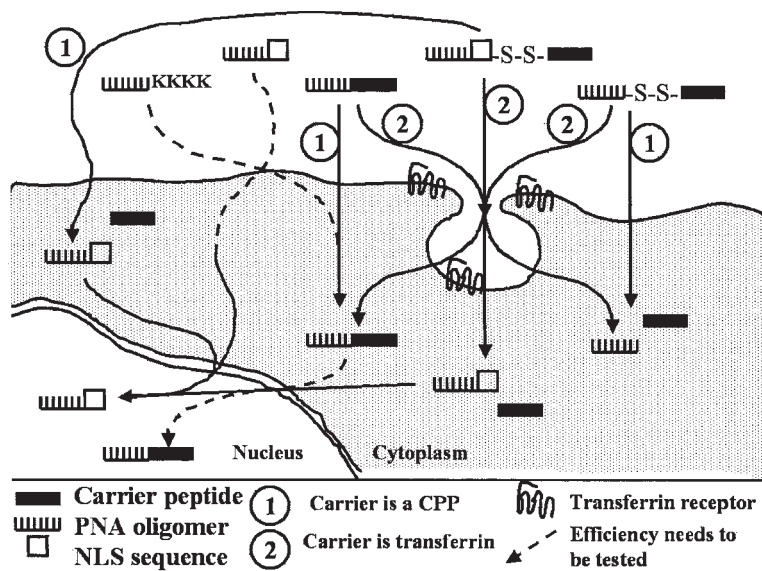 1
KKKK
-S-S-
-S-S-
1
2
2
2
1
Nucleus
Cytoplasm
Carrier peptide
PNA oligomer
NLS sequence
1
Carrier is a CPP
2
Carrier is transferrin
Transferrin receptor
Efficiency needs to
be tested